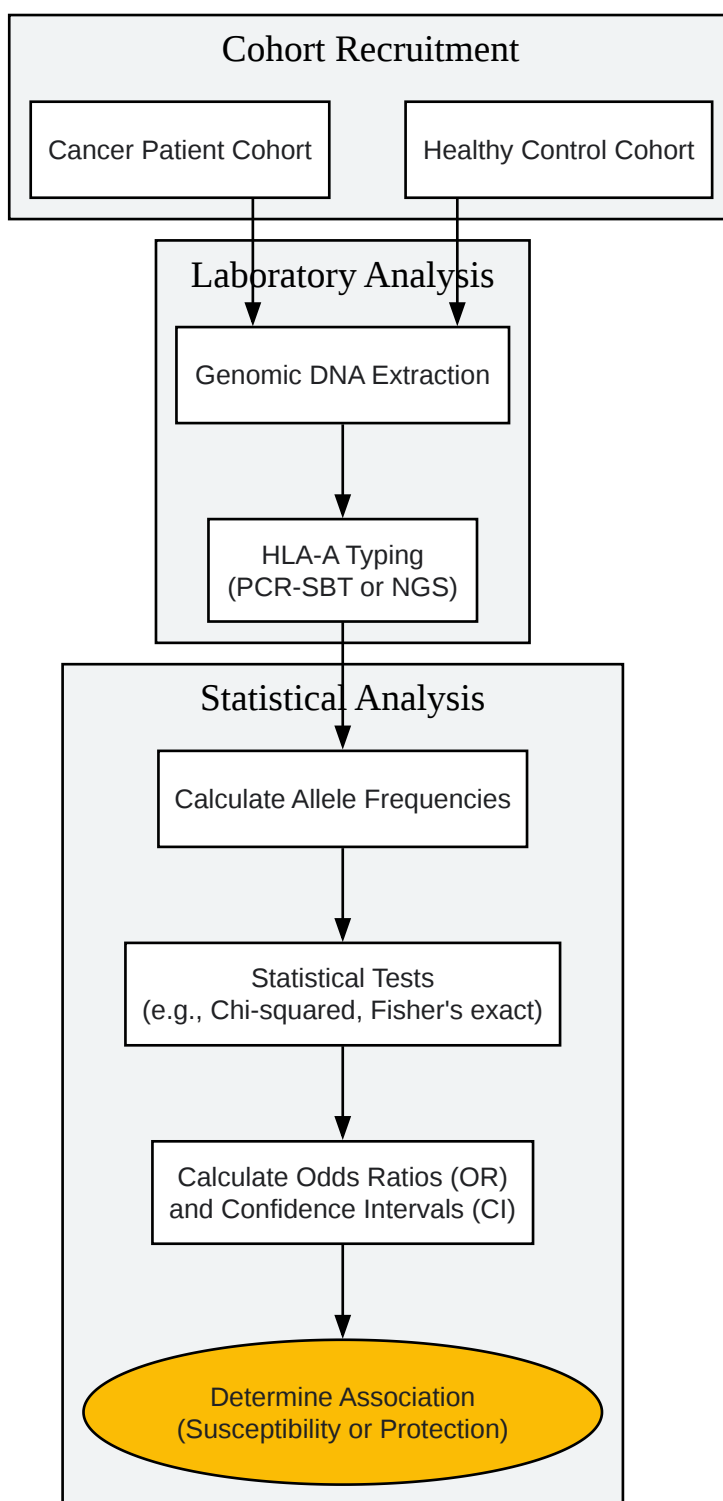 Cohort Recruitment
Cancer Patient Cohort
Healthy Control Cohort
Laboratory Analysis
Genomic DNA Extraction
HLA-A Typing
(PCR-SBT or NGS)
Statistical Analysis
Calculate Allele Frequencies
Statistical Tests
(e.g., Chi-squared, Fisher's exact)
Calculate Odds Ratios (OR)
and Confidence Intervals (CI)
Determine Association
(Susceptibility or Protection)